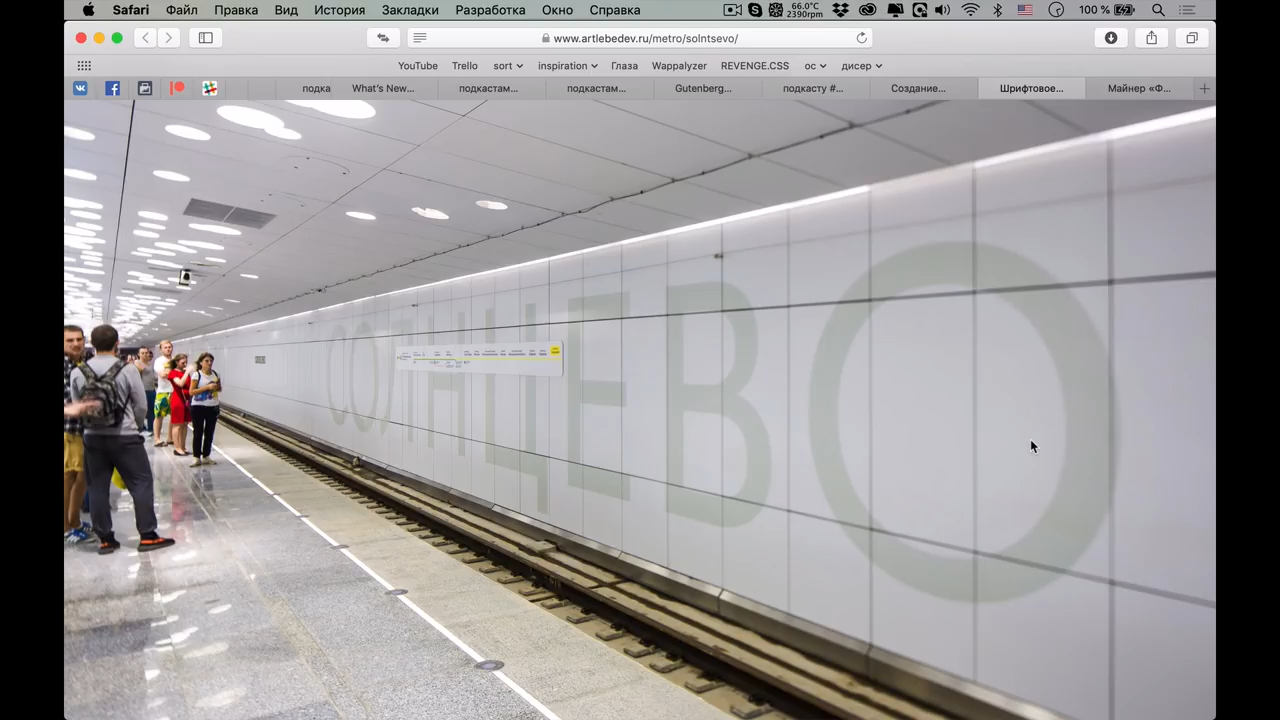 Safari Файл Правка Вид История Закладки Разработка Окно Справка 66.0°C 2390rpm 100 %
www.artlebedev.ru/metro/solntsevo/
YouTube Trello sort inspiration Глаза Wappalyzer REVENGE.CSS ос дисер
подка What's New... подкастам... подкастам... Gutenberg... подкасту #... Создание... Шрифтовое... Майнер «Ф...
СОЛНЦЕВО